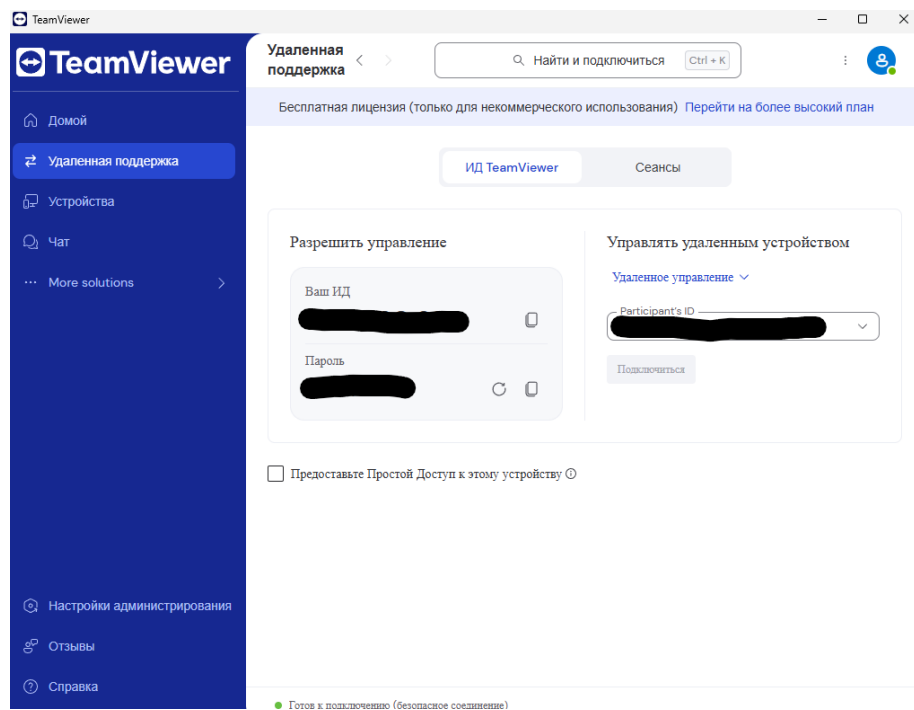 TeamViewer
TeamViewer
Домой
Удаленная поддержка
Устройства
Чат
More solutions
Настройки администрирования
Отзывы
Справка
Удаленная
поддержка
Найти и подключиться Ctrl + K
Бесплатная лицензия (только для некоммерческого использования) Перейти на более высокий план
ИД TeamViewer
Сеансы
Разрешить управление
Ваш ИД
Пароль
Управлять удаленным устройством
Удаленное управление
Participant's ID
Подключиться
Предоставьте Простой Доступ к этому устройству
Готов к подключению (безопасное соединение)